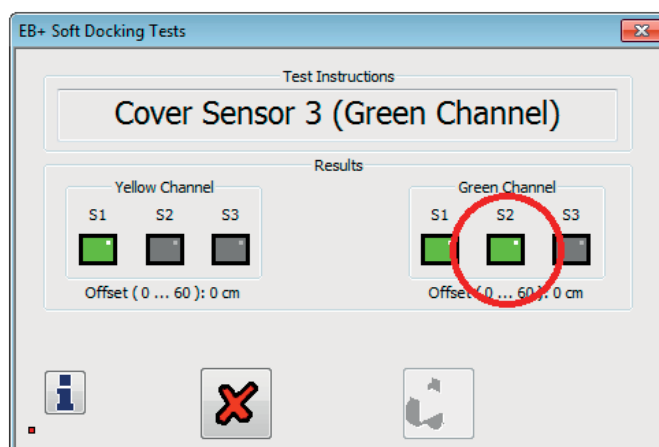 EB+ Soft Docking Tests
Test Instructions
Cover Sensor 3 (Green Channel)
Results
Yellow Channel
S1 S2 S3
Offset ( 0 ... 60 ): 0 cm
Green Channel
S1 S2 S3
Offset ( 0 ... 60 ): 0 cm